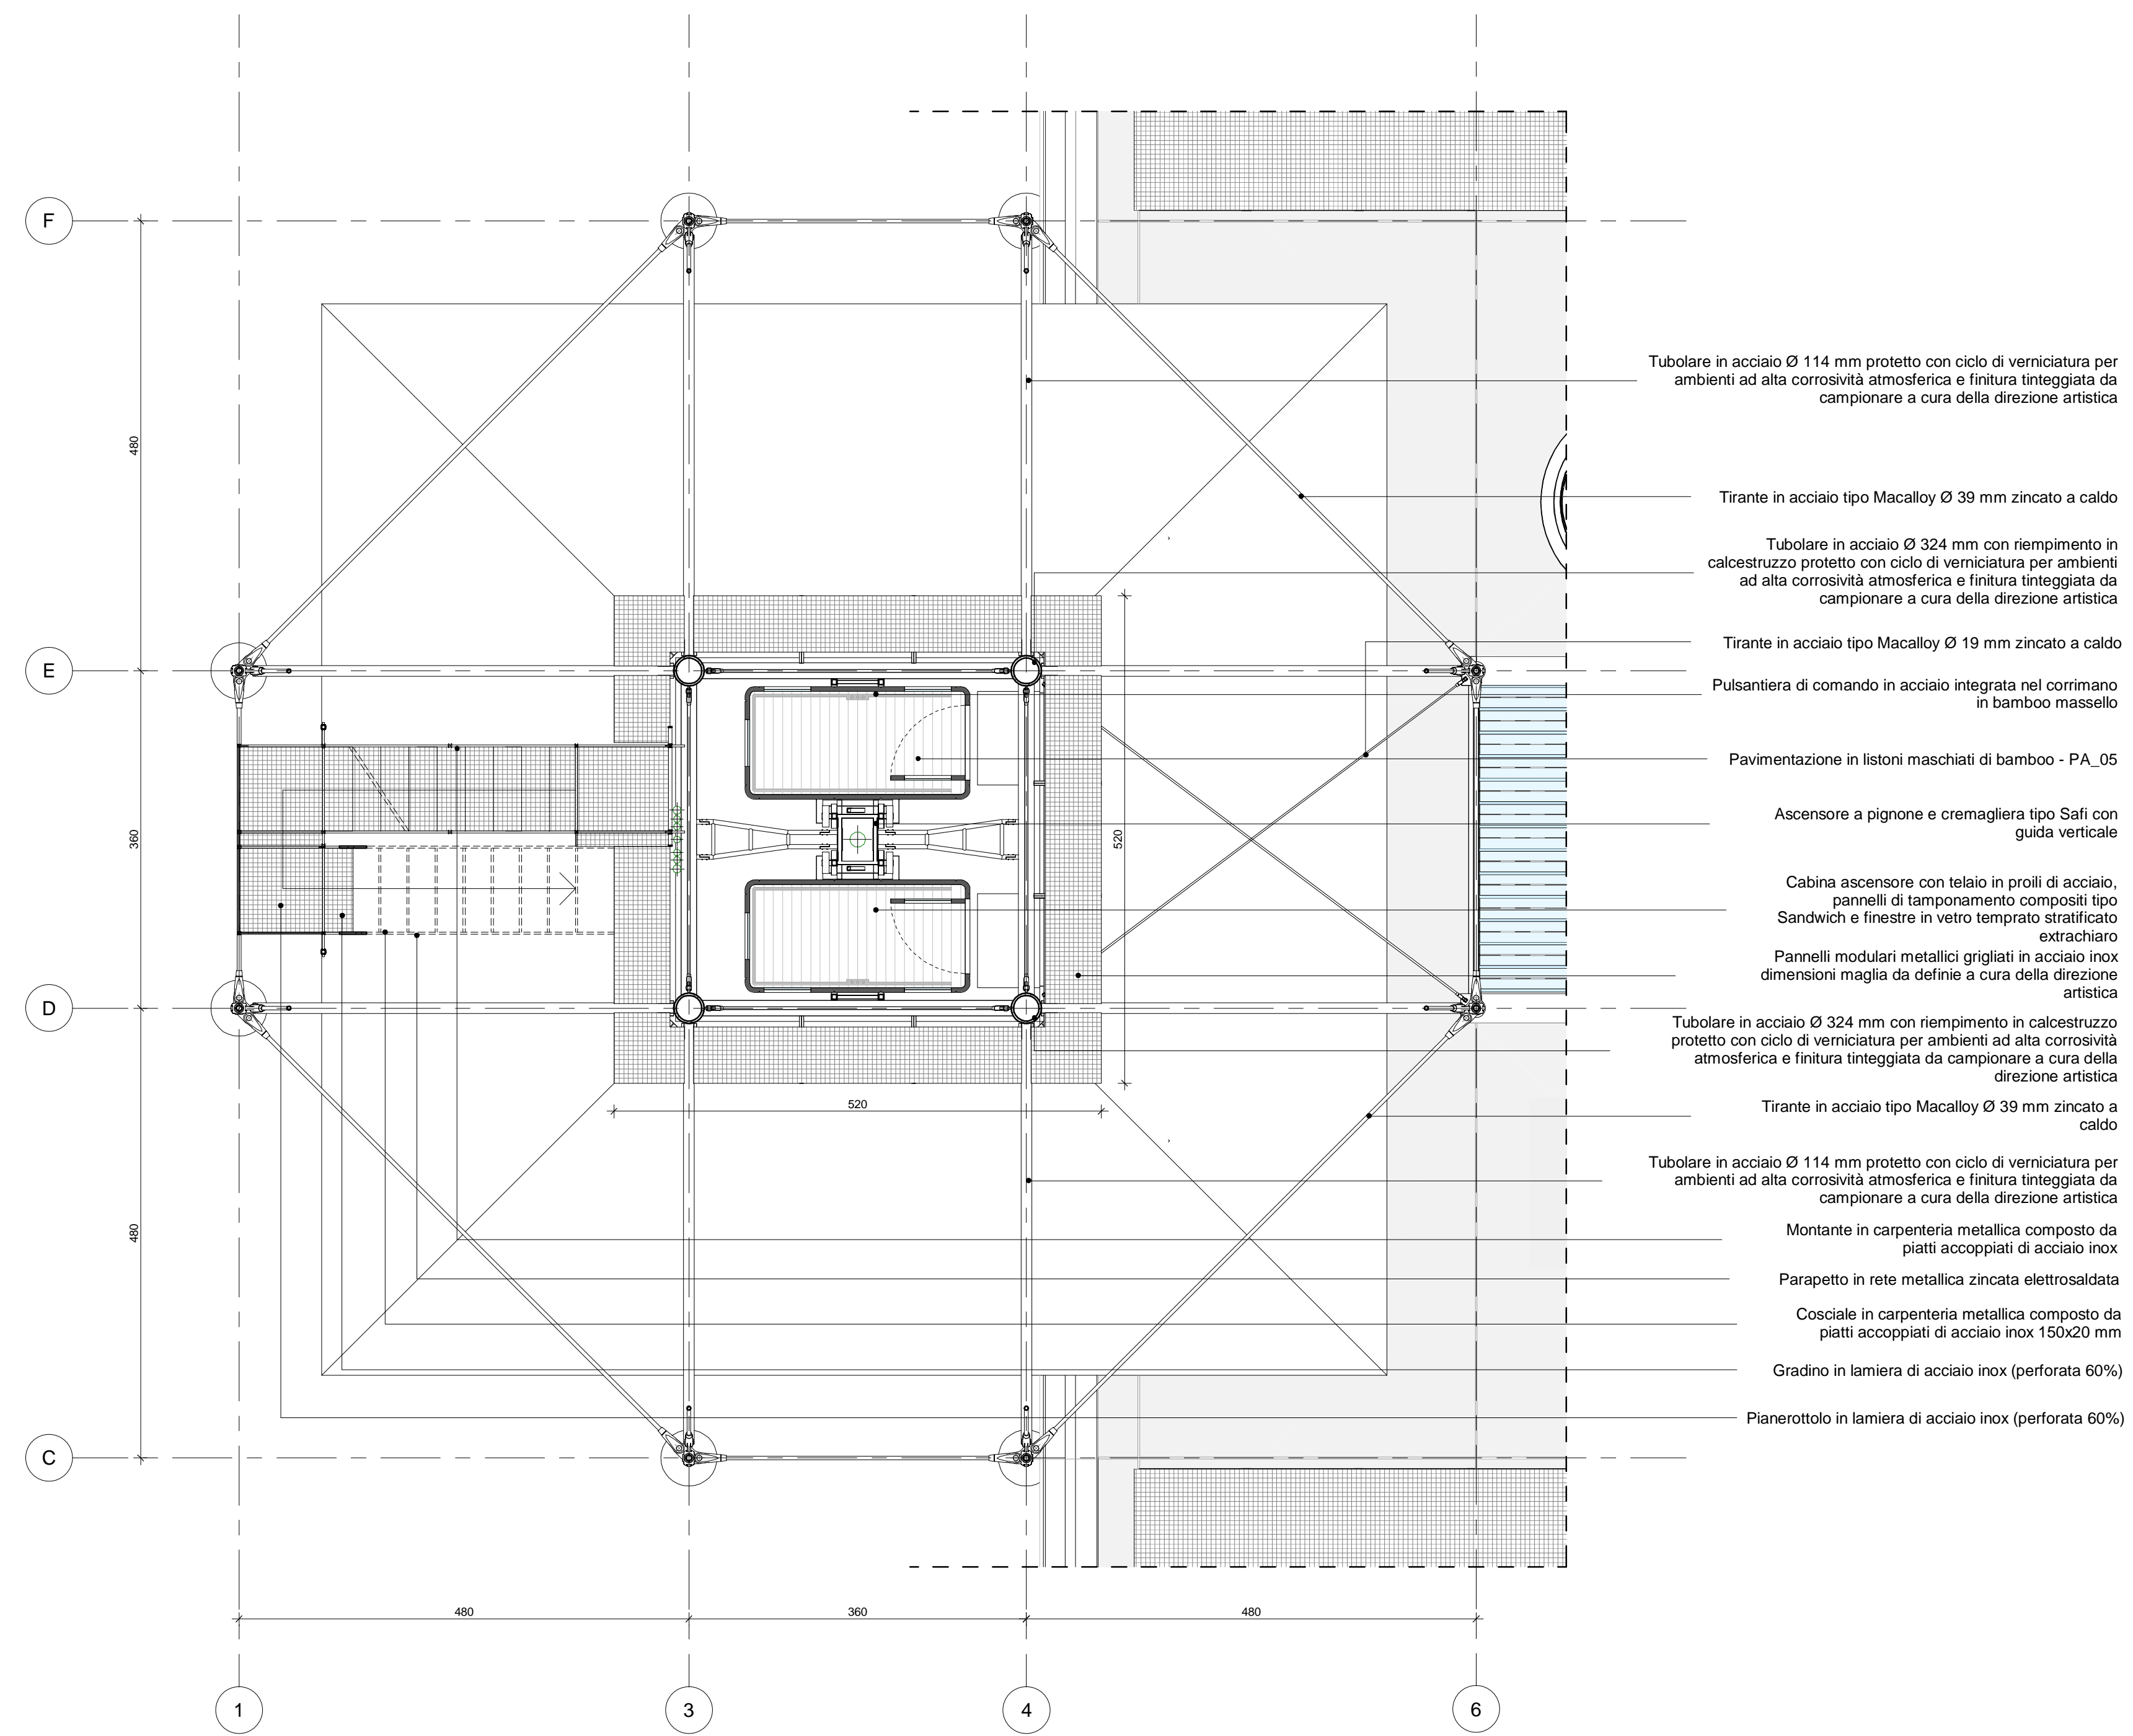 F
E
D
C
480
360
480
520
520
480
360
480
1
3
4
6
Tubolare in acciaio Ø 114 mm protetto con ciclo di verniciatura per
ambienti ad alta corrosività atmosferica e finitura tinteggiata da
campionare a cura della direzione artistica
Tirante in acciaio tipo Macalloy Ø 39 mm zincato a caldo
Tubolare in acciaio Ø 324 mm con riempimento in
calcestruzzo protetto con ciclo di verniciatura per ambienti
ad alta corrosività atmosferica e finitura tinteggiata da
campionare a cura della direzione artistica
Tirante in acciaio tipo Macalloy Ø 19 mm zincato a caldo
Pulsantiera di comando in acciaio integrata nel corrimano
in bamboo massello
Pavimentazione in listoni maschiati di bamboo - PA_05
Ascensore a pignone e cremagliera tipo Safi con
guida verticale
Cabina ascensore con telaio in proili di acciaio,
pannelli di tamponamento compositi tipo
Sandwich e finestre in vetro temprato stratificato
extrachiaro
Pannelli modulari metallici grigliati in acciaio inox
dimensioni maglia da definie a cura della direzione
artistica
Tubolare in acciaio Ø 324 mm con riempimento in calcestruzzo
protetto con ciclo di verniciatura per ambienti ad alta corrosività
atmosferica e finitura tinteggiata da campionare a cura della
direzione artistica
Tirante in acciaio tipo Macalloy Ø 39 mm zincato a
caldo
Tubolare in acciaio Ø 114 mm protetto con ciclo di verniciatura per
ambienti ad alta corrosività atmosferica e finitura tinteggiata da
campionare a cura della direzione artistica
Montante in carpenteria metallica composto da
piatti accoppiati di acciaio inox
Parapetto in rete metallica zincata elettrosaldata
Cosciale in carpenteria metallica composto da
piatti accoppiati di acciaio inox 150x20 mm
Gradino in lamiera di acciaio inox (perforata 60%)
Pianerottolo in lamiera di acciaio inox (perforata 60%)